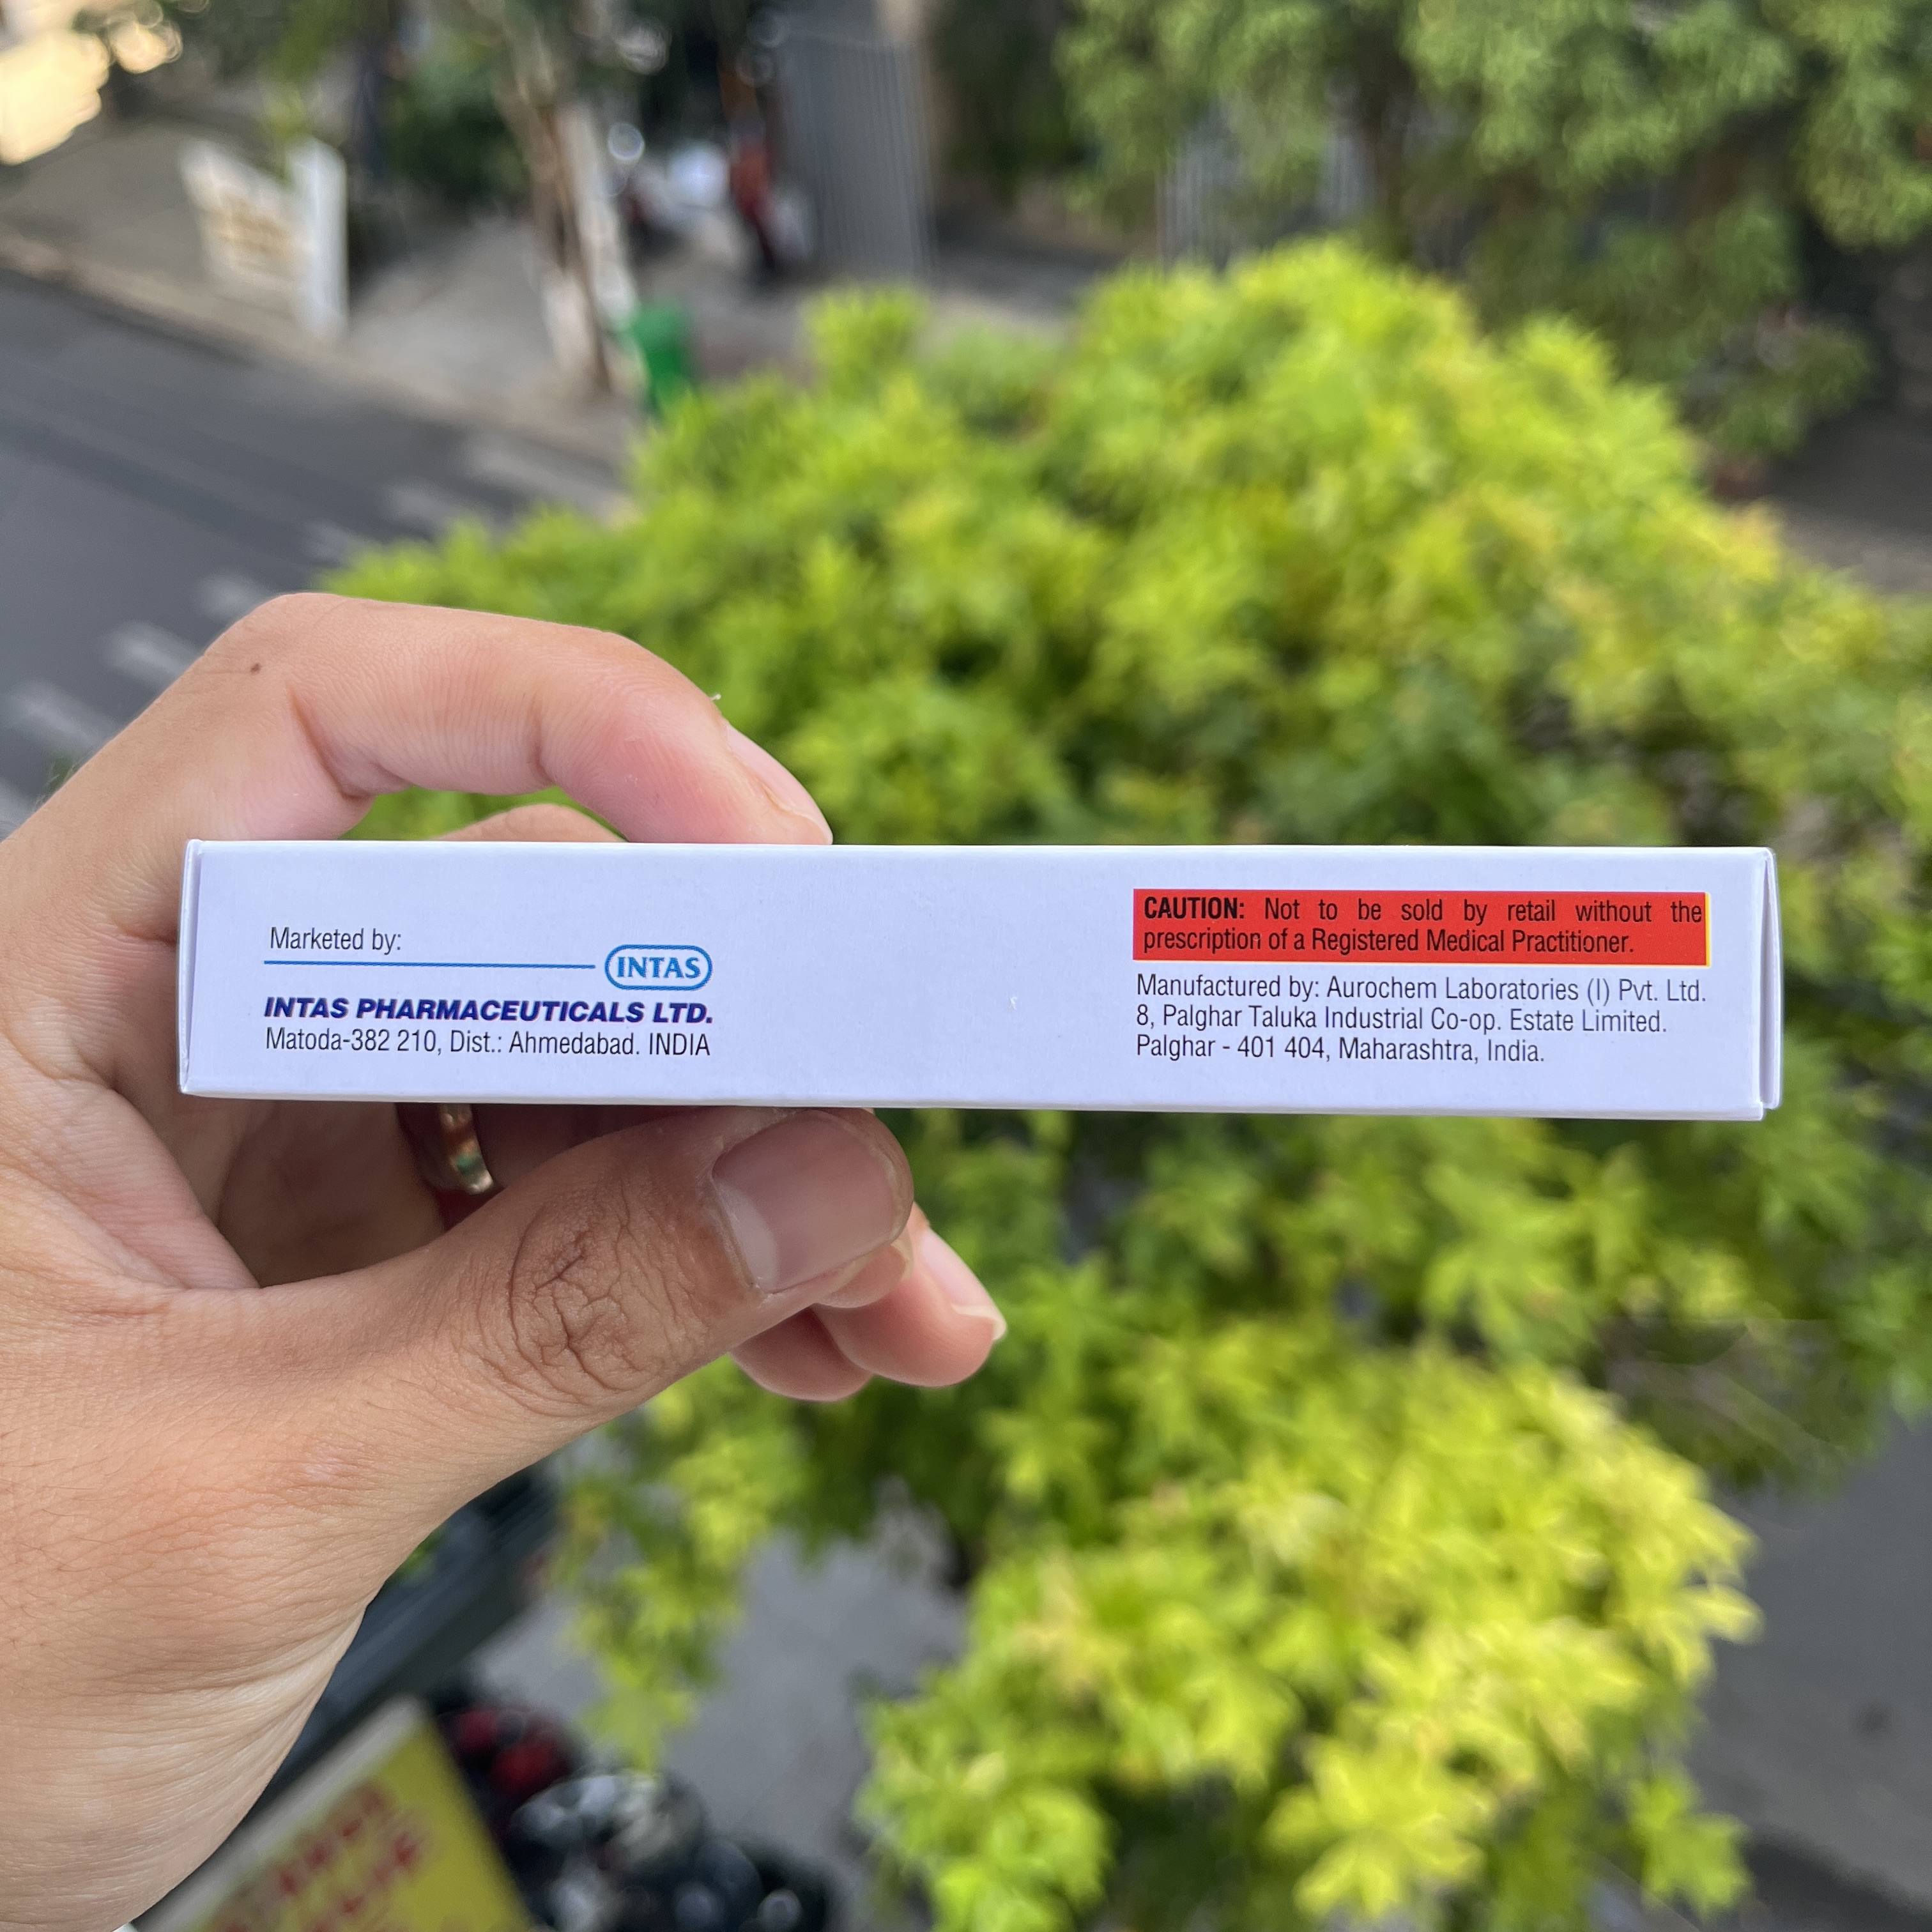 Marketed by:
INTAS
INTAS PHARMACEUTICALS LTD.
Matoda-382 210, Dist.: Ahmedabad. INDIA
CAUTION: Not to be sold by retail without the
prescription of a Registered Medical Practitioner.
Manufactured by: Aurochem Laboratories (I) Pvt. Ltd.
8, Palghar Taluka Industrial Co-op. Estate Limited.
Palghar - 401 404, Maharashtra, India.